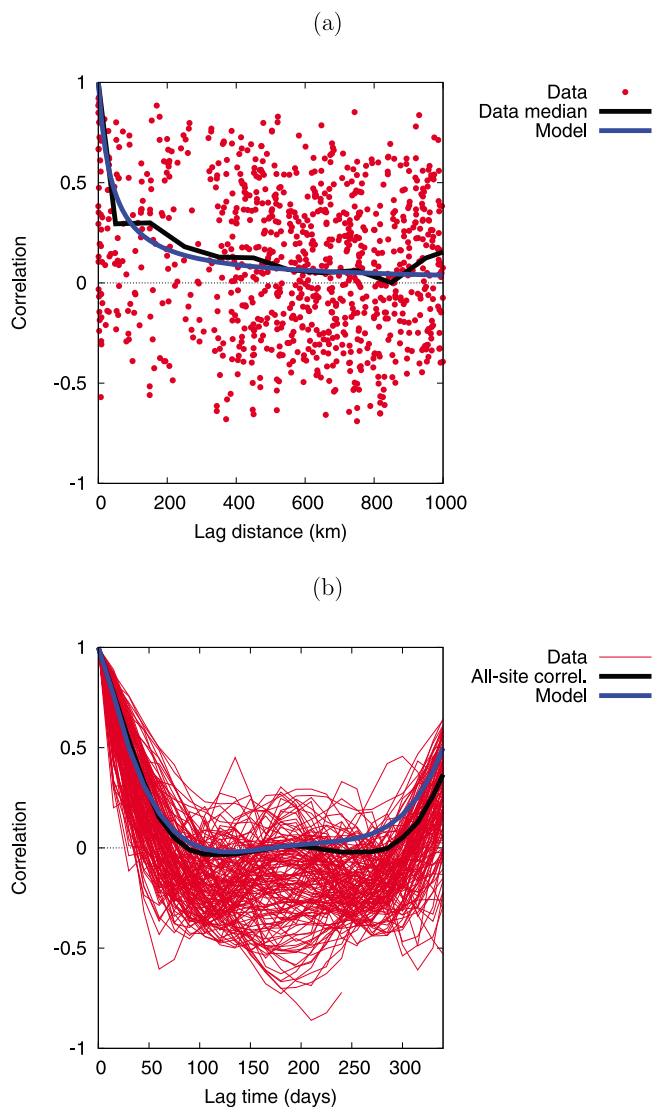 (a)
1
0.5
0
-0.5
-1
Correlation
0 200 400 600 800 1000
Lag distance (km)
Data
Data median
Model
(b)
1
0.5
0
-0.5
-1
Correlation
0 50 100 150 200 250 300
Lag time (days)
Data
All-site correl.
Model